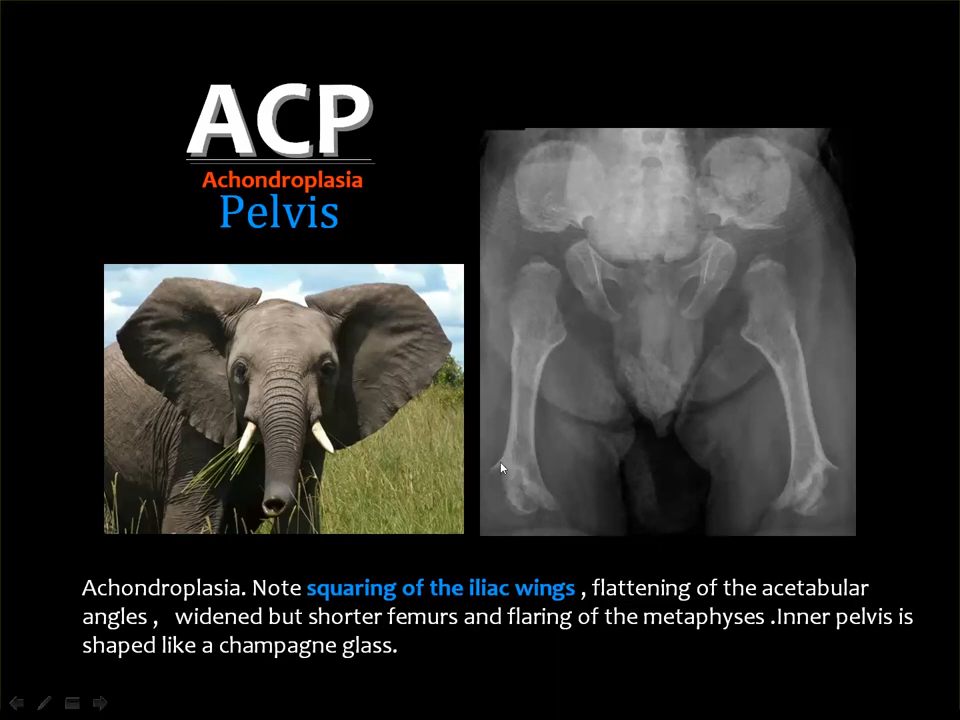 ACP
Achondroplasia
Pelvis
Achondroplasia. Note squaring of the iliac wings , flattening of the acetabular
angles ,   widened but shorter femurs and flaring of the metaphyses .Inner pelvis is
shaped like a champagne glass.